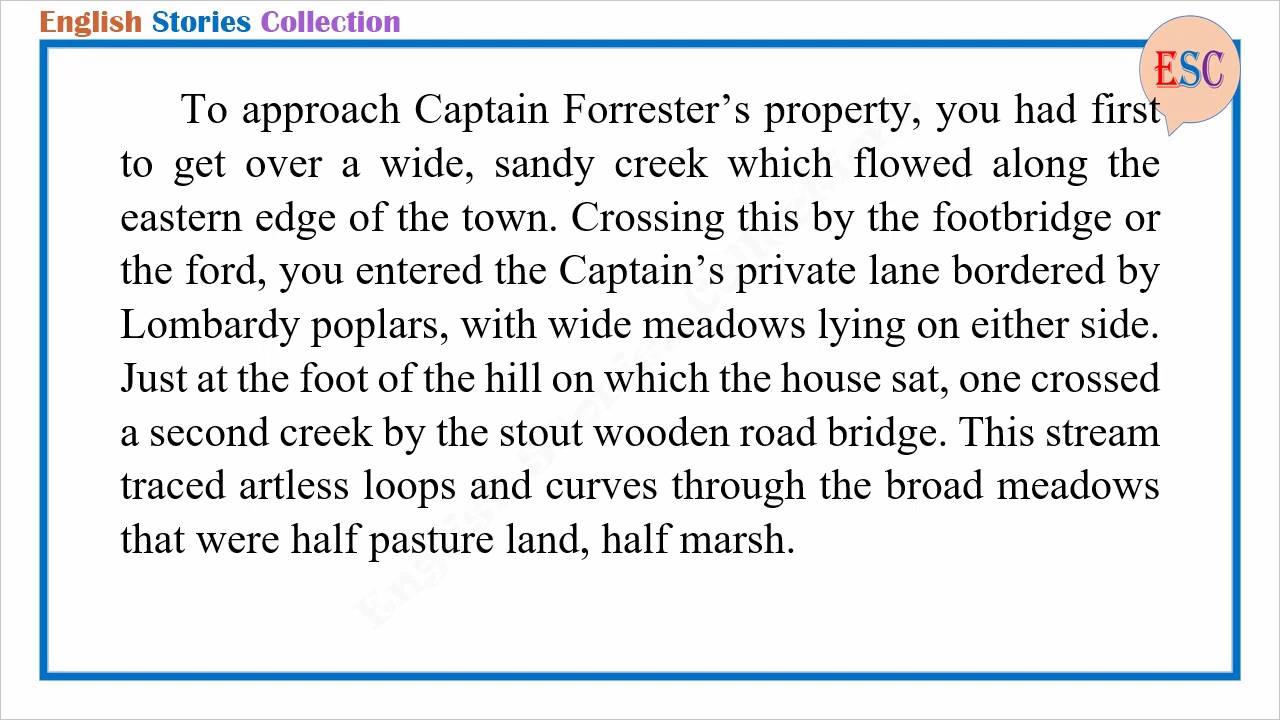 English Stories Collection
ESC
To approach Captain Forrester’s property, you had first
to get over a wide, sandy creek which flowed along the
eastern edge of the town. Crossing this by the footbridge or
the ford, you entered the Captain’s private lane bordered by
Lombardy poplars, with wide meadows lying on either side.
Just at the foot of the hill on which the house sat, one crossed
a second creek by the stout wooden road bridge. This stream
traced artless loops and curves through the broad meadows
that were half pasture land, half marsh.
English Stories Collection